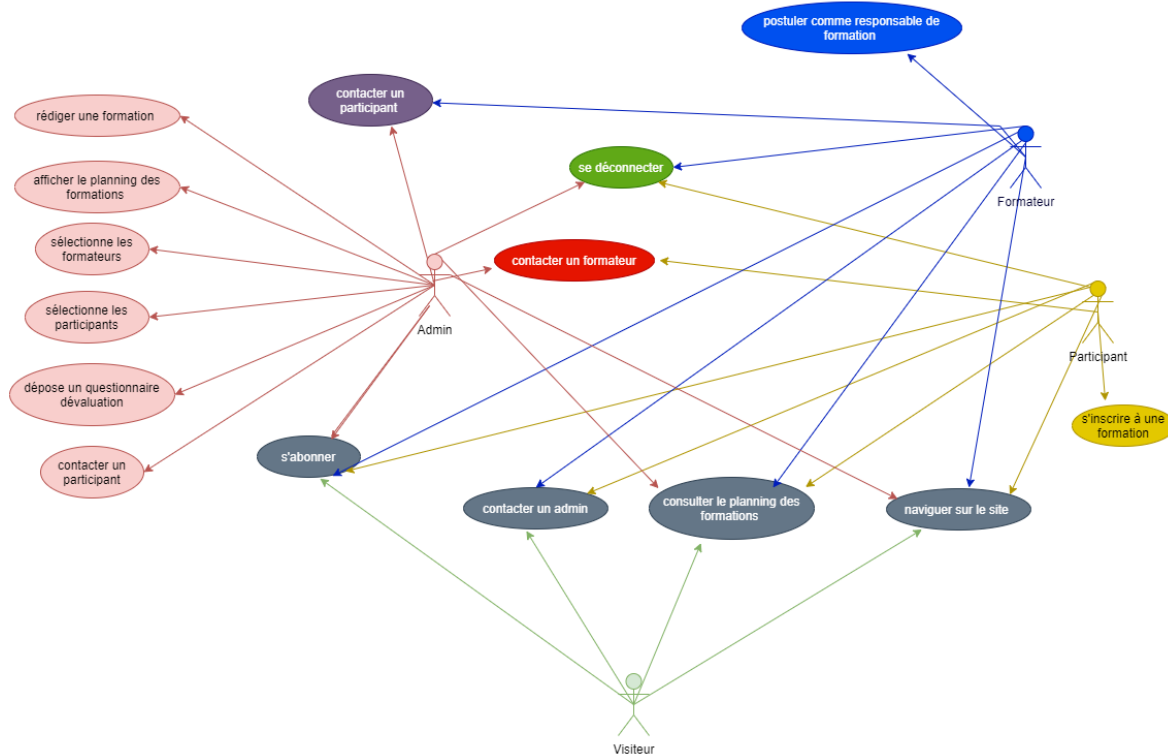 postuler comme responsable de
formation
contacter un
participant
rédiger une formation
se déconnecter
afficher le planning des
formations
Formateur
sélectionne les
formateurs
contacter un formateur
sélectionne les
participants
Admin
Participant
dépose un questionnaire
dévaluation
s'inscrire à une
formation
s'abonner
contacter un
participant
contacter un admin
consulter le planning des
formations
naviguer sur le site
Visiteur